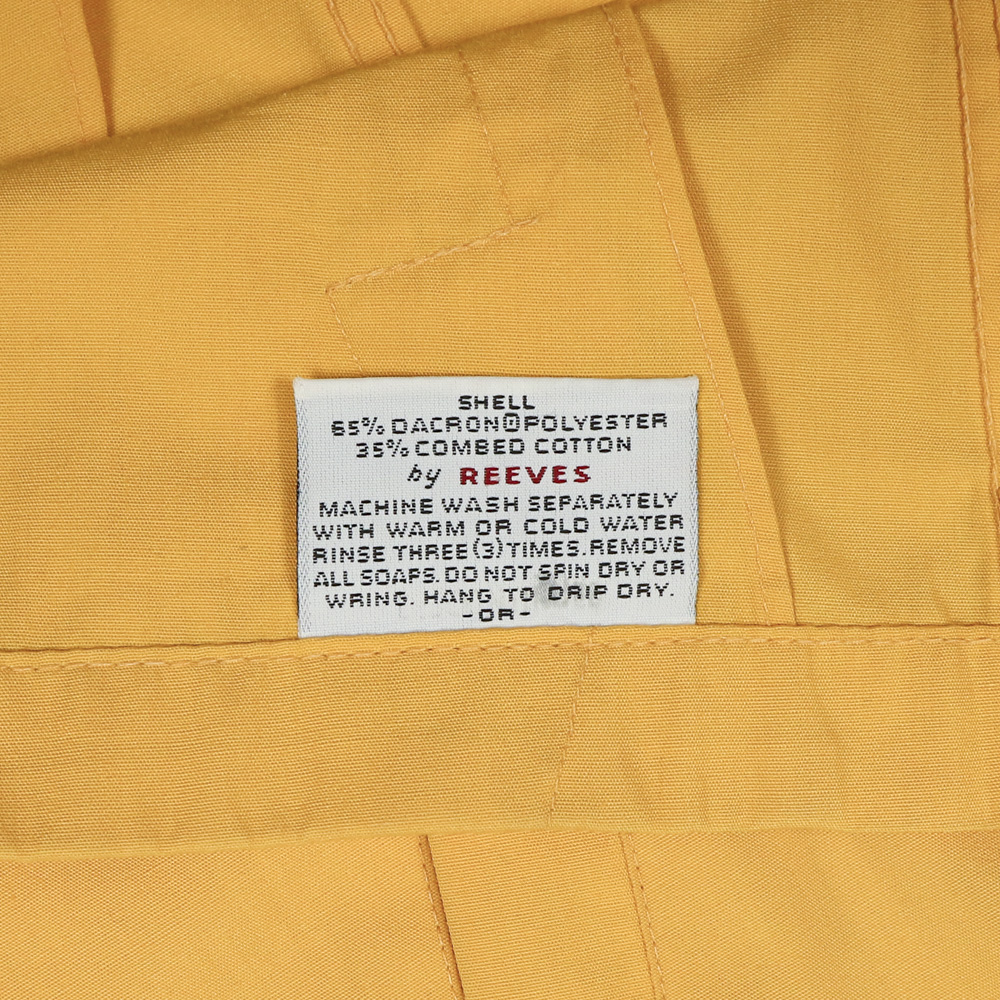 SHELL
65% DACRON® POLYESTER
35% COMBED COTTON
by REEVES
MACHINE WASH SEPARATELY
WITH WARM OR COLD WATER
RINSE THREE (3) TIMES. REMOVE
ALL SOAPS. DO NOT SPIN DRY OR
WRING. HANG TO DRIP DRY.
-OR-